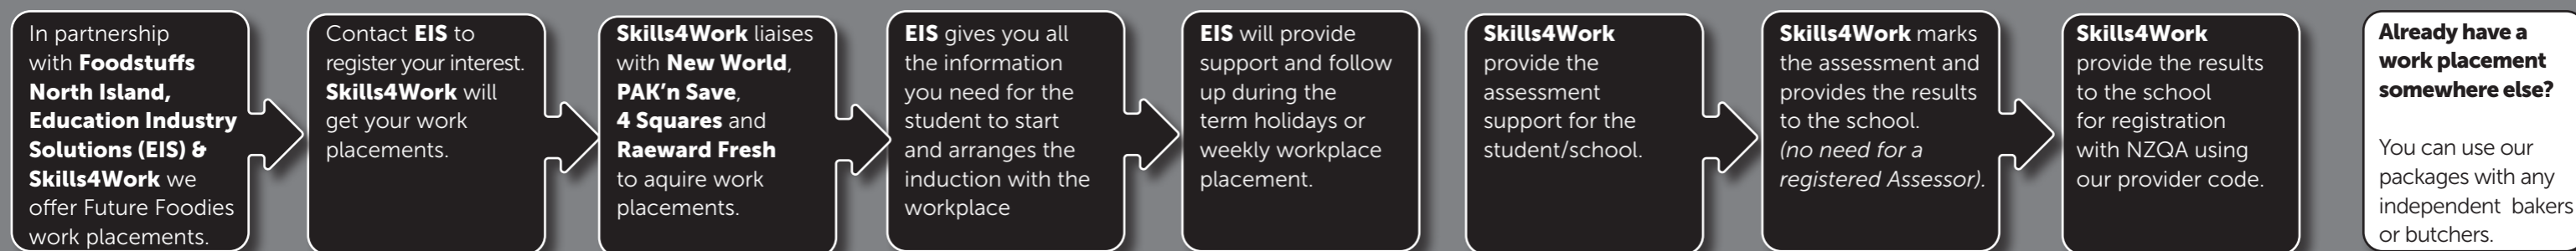 In partnership
with Foodstuffs
North Island,
Education Industry
Solutions (EIS) &
Skills4Work we
offer Future Foodies
work placements.
Contact EIS to
register your interest.
Skills4Work will
get your work
placements.
Skills4Work liaises
with New World,
PAK'n Save,
4 Squares and
Raeward Fresh
to aquire work
placements.
EIS gives you all
the information
you need for the
student to start
and arranges the
induction with the
workplace
EIS will provide
support and follow
up during the
term holidays or
weekly workplace
placement.
Skills4Work
provide the
assessment
support for the
student/school.
Skills4Work marks
the assessment and
provides the results
to the school.
(no need for a
registered Assessor).
Skills4Work
provide the results
to the school
for registration
with NZQA using
our provider code.
Already have a
work placement
somewhere else?
You can use our
packages with any
independent bakers
or butchers.